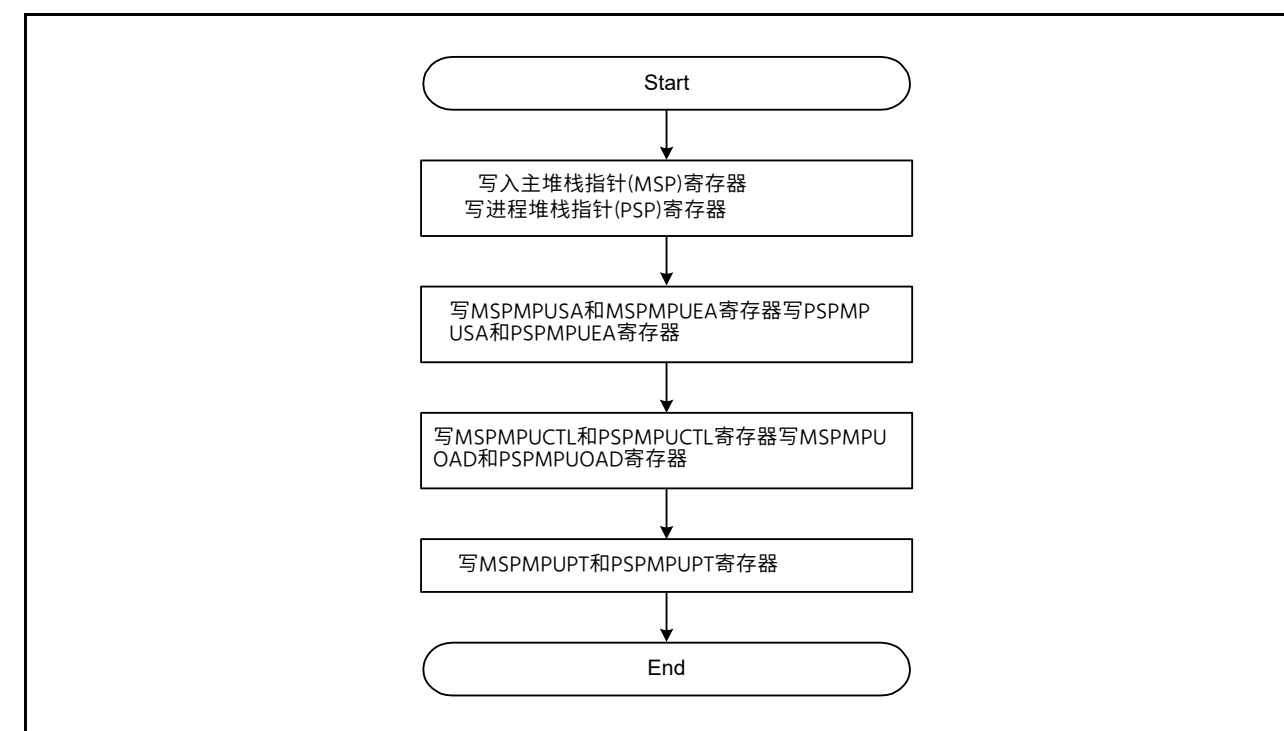 Start
写入主堆栈指针(MSP)寄存器
写进程堆栈指针(PSP)寄存器
写MSPMPUSA和MSPMPUEA寄存器写PSPMP
USA和PSPMPUEA寄存器
写MSPMPUCTL和PSPMPUCTL寄存器写MSPMPU
OAD和PSPMPUOAD寄存器
写MSPMPUPT和PSPMPUPT寄存器
End